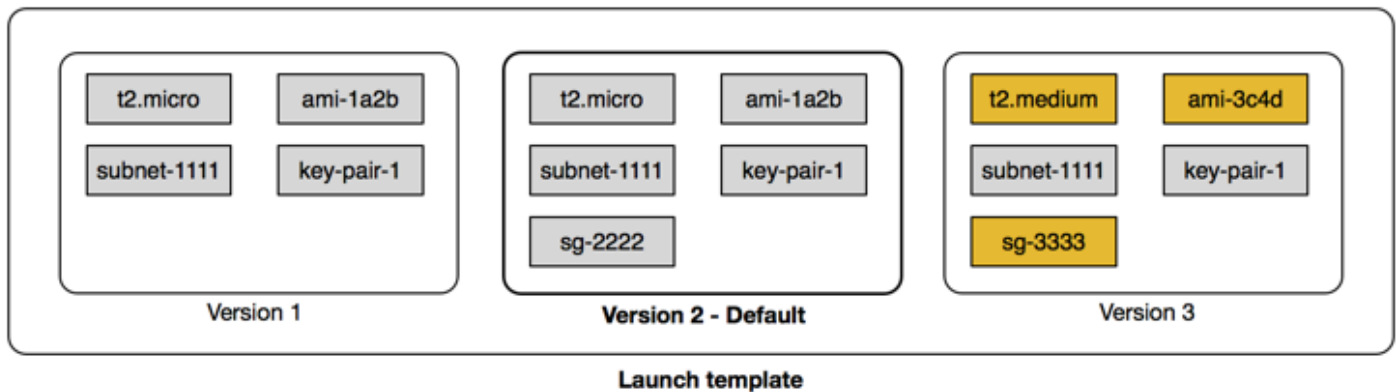 t2.micro ami-1a2b
subnet-1111 key-pair-1
Version 1
t2.micro ami-1a2b
subnet-1111 key-pair-1
sg-2222
Version 2 - Default
t2.medium ami-3c4d
subnet-1111 key-pair-1
sg-3333
Version 3
Launch template